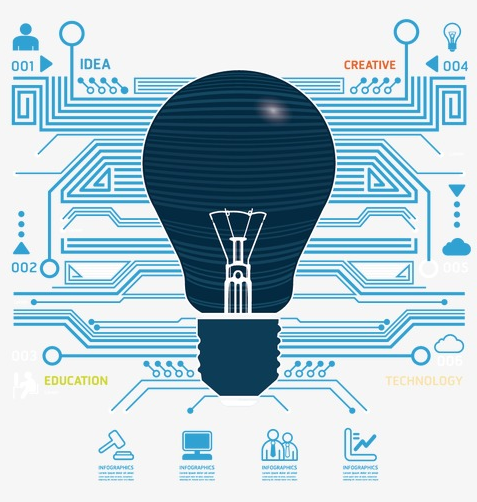 001
IDEA
CREATIVE
004
002
005
003
006
EDUCATION
TECHNOLOGY
INFOGRAPHICS
INFOGRAPHICS
INFOGRAPHICS
INFOGRAPHICS